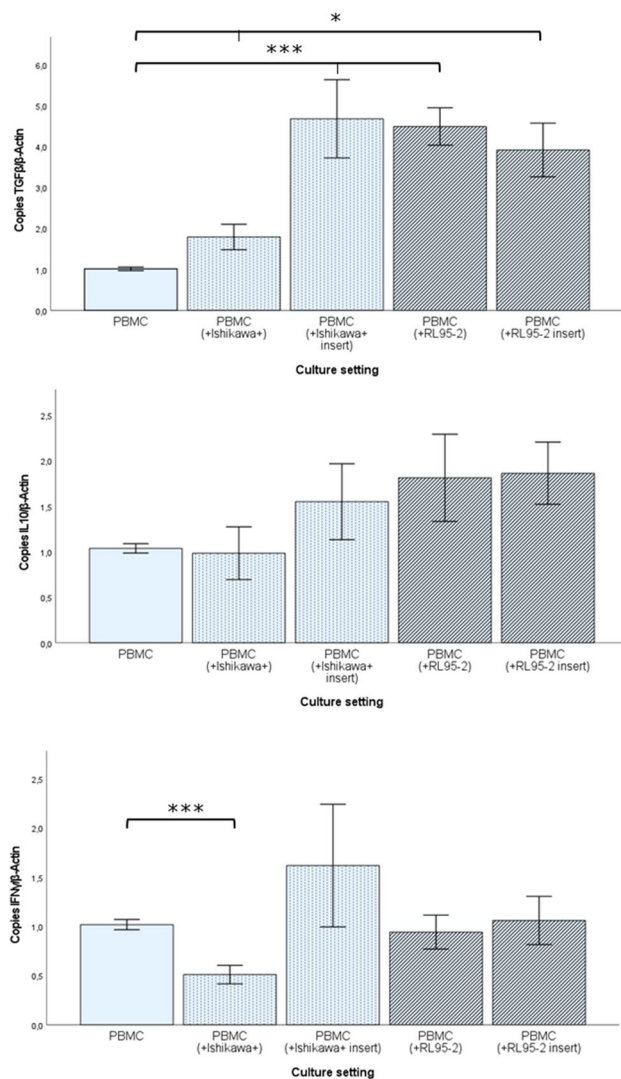 *
***
Copies TGFβ/β-Actin
6,0
5,0
4,0
3,0
2,0
1,0
0,0
PBMC
PBMC
(+Ishikawa+)
PBMC
(+Ishikawa+
insert)
PBMC
(+RL95-2)
PBMC
(+RL95-2 insert)
Culture setting
Copies IL10/β-Actin
2,5
2,0
1,5
1,0
0,5
0,0
PBMC
PBMC
(+Ishikawa+)
PBMC
(+Ishikawa+
insert)
PBMC
(+RL95-2)
PBMC
(+RL95-2 insert)
Culture setting
***
Copies IFNγ/β-Actin
2,5
2,0
1,5
1,0
0,5
0,0
PBMC
PBMC
(+Ishikawa+)
PBMC
(+Ishikawa+ insert)
PBMC
(+RL95-2)
PBMC
(+RL95-2 insert)
Culture setting